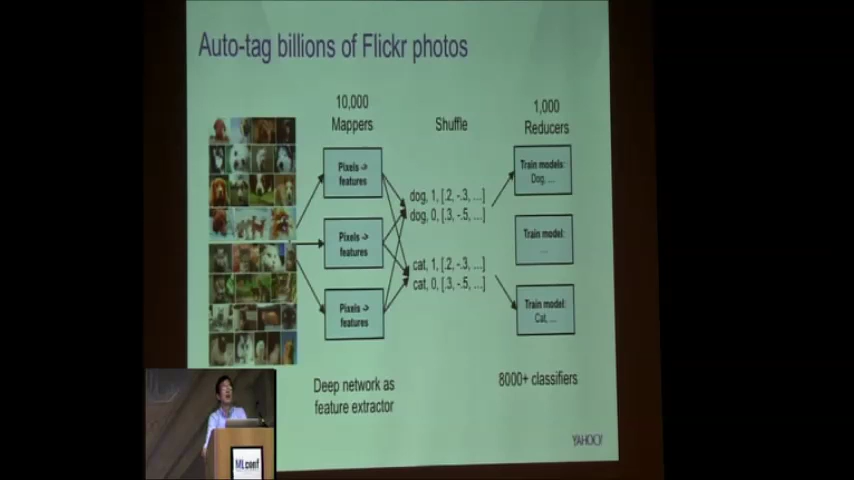 Auto-tag billions of Flickr photos
10,000
Mappers
Shuffle
1,000
Reducers
Pixels ->
features
Pixels ->
features
Pixels ->
features
dog, 1, [.2, -.3, ...]
dog, 0, [.3, -.5, ...]
cat, 1, [.2, -.3, ...]
cat, 0, [.3, -.5, ...]
Train models:
Dog, ...
Train model:
...
Train model:
Cat, ...
Deep network as
feature extractor
8000+ classifiers
YAHOO!
MLconf